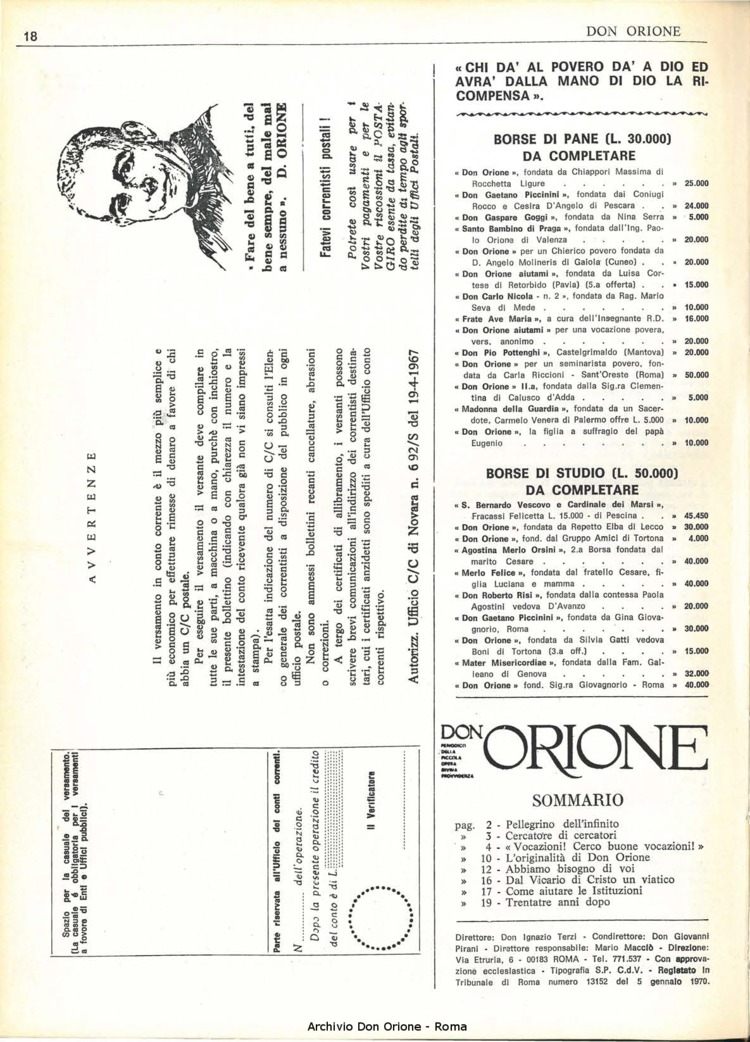 18
DON ORIONE
« Fare del bene a tutti, del
bene sempre, del male mai
a nessuno ». D. ORIONE
Fatevi correntisti postali !
Potrete così usare per i
Vostri pagamenti e per le
Vostre riscossioni il POSTA-
GIRO esente da tassa, evitan-
do perdite di tempo agli spor-
telli degli Uffici Postali.
AVVERTENZE
Il versamento in conto corrente è il mezzo più semplice e
più economico per effettuare rimesse di denaro a favore di chi
abbia un C/C postale.
Per eseguire il versamento il versante deve compilare in
tutte le sue parti, a macchina o a mano, purchè con inchiostro,
il presente bollettino (indicando con chiarezza il numero e la
intestazione del conto ricevente qualora già non vi siano impressi
a stampa).
Per l'esatta indicazione del numero di C/C si consulti l'Elen-
co generale dei correntisti a disposizione del pubblico in ogni
ufficio postale.
Non sono ammessi bollettini recanti cancellature, abrasioni
o correzioni.
A tergo dei certificati di allibramento, i versanti possono
scrivere brevi comunicazioni all'indirizzo dei correntisti destina-
tari, cui i certificati anzidetti sono spediti a cura dell'Ufficio conto
correnti rispettivo.
Autorizz. Ufficio C/C di Novara n. 692/S del 19-4-1967
Spazio per la casuale del versamento.
(La casuale é obbligatoria per i versamenti
a favore di Enti e Uffici pubblici).
Parte riservata all'Ufficio dei conti correnti.
N ............ dell'operazione.
Dopo la presente operazione il credito
del conto è di L.
Il Verificatore
« CHI DA' AL POVERO DA' A DIO ED
AVRA' DALLA MANO DI DIO LA RI-
COMPENSA ».
BORSE DI PANE (L. 30.000)
DA COMPLETARE
« Don Orione », fondata da Chiappori Massima di
Rocchetta Ligure . . . . . . » 25.000
« Don Gaetano Piccinini », fondata dai Coniugi
Rocco e Cesira D'Angelo di Pescara . . » 24.000
« Don Gaspare Goggi », fondata da Nina Serra » 5.000
« Santo Bambino di Praga », fondata dall'Ing. Pao-
lo Orione di Valenza . . . . . » 20.000
« Don Orione » per un Chierico povero fondata da
D. Angelo Molineris di Gaiola (Cuneo) . . » 20.000
« Don Orione aiutami », fondata da Luisa Cor-
tese di Retorbido (Pavia) (5.a offerta) . . » 15.000
« Don Carlo Nicola - n. 2 », fondata da Rag. Mario
Seva di Mede . . . . . . . » 10.000
« Frate Ave Maria », a cura dell'Insegnante R.D. » 16.000
« Don Orione aiutami » per una vocazione povera,
vers. anonimo . . . . . . . » 20.000
« Don Pio Pottenghi », Castelgrimaldo (Mantova) » 20.000
« Don Orione » per un seminarista povero, fon-
data da Carla Riccioni - Sant'Oreste (Roma) » 50.000
« Don Orione » II.a, fondata dalla Sig.ra Clemen-
tina di Calusco d'Adda . . . . . » 5.000
« Madonna della Guardia », fondata da un Sacer-
dote, Carmelo Venera di Palermo offre L. 5.000 » 10.000
« Don Orione », la figlia a suffragio del papà
Eugenio . . . . . . . . » 10.000
BORSE DI STUDIO (L. 50.000)
DA COMPLETARE
« S. Bernardo Vescovo e Cardinale dei Marsi »,
Fracassi Felicetta L. 15.000 - di Pescina . . » 45.450
« Don Orione », fondata da Repetto Elba di Lecco » 30.000
« Don Orione », fond. dal Gruppo Amici di Tortona » 4.000
« Agostina Merlo Orsini », 2.a Borsa fondata dal
marito Cesare . . . . . . . » 40.000
« Merlo Felice », fondata dal fratello Cesare, fi-
glia Luciana e mamma . . . . . » 40.000
« Don Roberto Risi », fondata dalla contessa Paola
Agostini vedova D'Avanzo . . . . » 20.000
« Don Gaetano Piccinini », fondata da Gina Giova-
gnorio, Roma . . . . . . . » 30.000
« Don Orione », fondata da Silvia Gatti vedova
Boni di Tortona (3.a off.) . . . . . » 15.000
« Mater Misericordiae », fondata dalla Fam. Gal-
leano di Genova . . . . . . » 32.000
« Don Orione » fond. Sig.ra Giovagnorio - Roma » 40.000
DON ORIONE
PERIODICO
DELLA
PICCOLA
OPERA
DIVINA
PROVVIDENZA
SOMMARIO
pag. 2 - Pellegrino dell'infinito
» 3 - Cercatore di cercatori
» 4 - « Vocazioni! Cerco buone vocazioni! »
» 10 - L'originalità di Don Orione
» 12 - Abbiamo bisogno di voi
» 16 - Dal Vicario di Cristo un viatico
» 17 - Come aiutare le Istituzioni
» 19 - Trentatre anni dopo
Direttore: Don Ignazio Terzi - Condirettore: Don Giovanni
Pirani - Direttore responsabile: Mario Macciò - Direzione:
Via Etruria, 6 - 00183 ROMA - Tel. 771.537 - Con approva-
zione ecclesiastica - Tipografia S.P. C.d.V. - Registato in
Tribunale di Roma numero 13152 del 5 gennaio 1970.
Archivio Don Orione - Roma